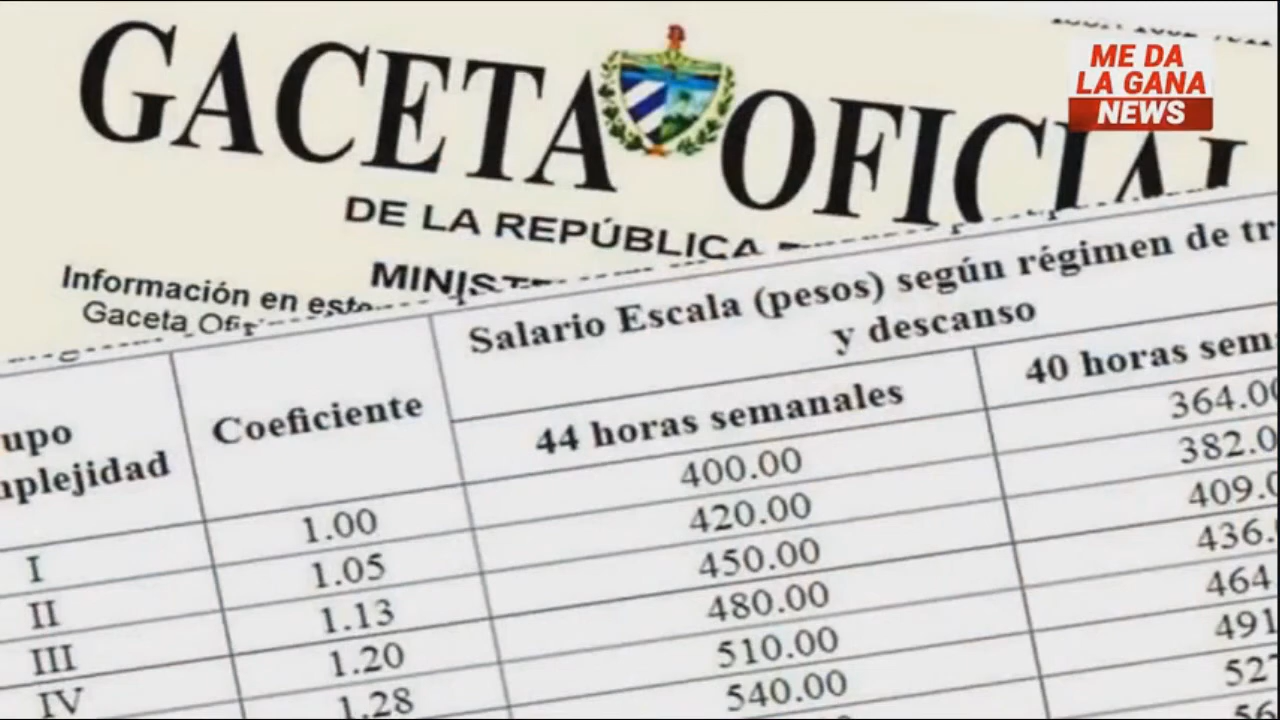 GACETA OFICIAL
ME DA
LA GANA
NEWS
DE LA REPÚBLICA
Información en este
Gaceta
Salario Escala (pesos) según régimen de tr
y descanso
upo
plejidad
Coeficiente
44 horas semanales
40 horas sem
I 1.00 400.00 364.0
II 1.05 420.00 382.0
III 1.13 450.00 409.
IV 1.20 480.00 436.
1.28 510.00 464
540.00 491
527